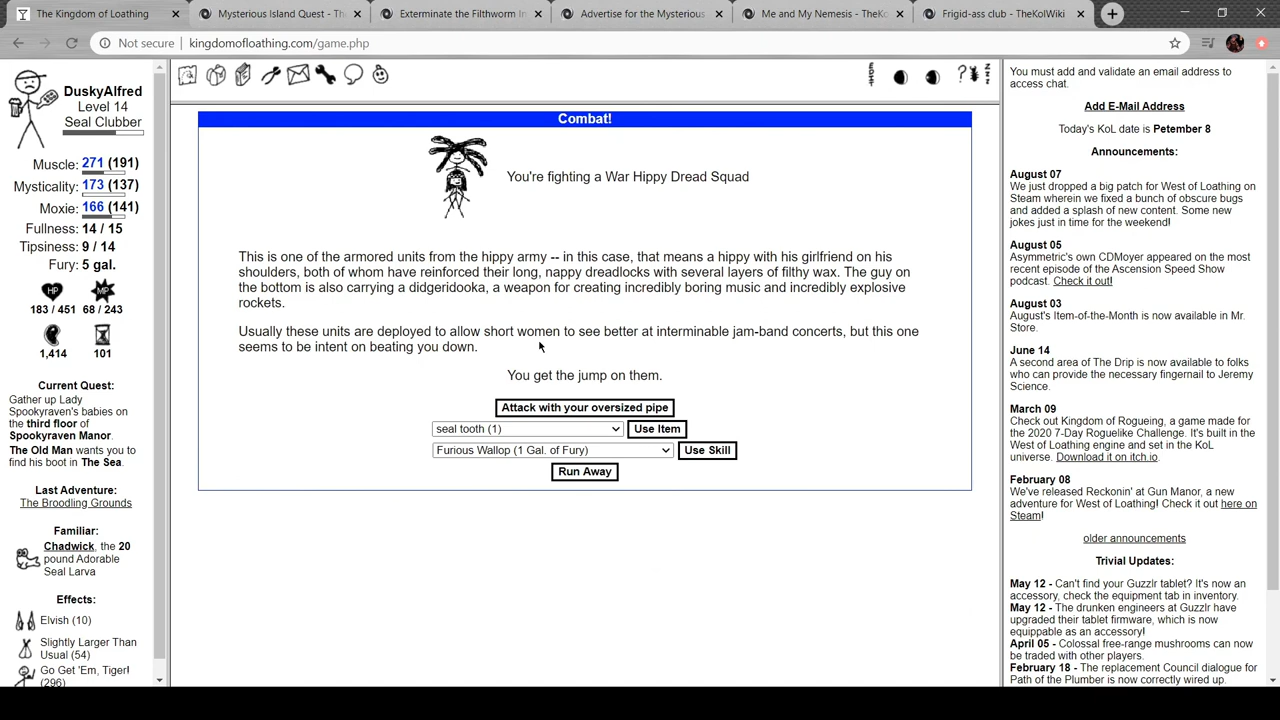 The Kingdom of Loathing
Mysterious Island Quest - The
Exterminate the Filthworm In
Advertise for the Mysterious
Me and My Nemesis - TheKo
Frigid-ass club - TheKolWiki
Not secure | kingdomofloathing.com/game.php
DuskyAlfred
Level 14
Seal Clubber
Muscle: 271 (191)
Mysticality: 173 (137)
Moxie: 166 (141)
Fullness: 14 / 15
Tipsiness: 9 / 14
Fury: 5 gal.
HP MP
183 / 451 68 / 243
1,414 101
Current Quest:
Gather up Lady
Spookyraven's babies on
the third floor of
Spookyraven Manor.
The Old Man wants you to
find his boot in The Sea.
Last Adventure:
The Broodling Grounds
Familiar:
Chadwick, the 20
pound Adorable
Seal Larva
Effects:
Elvish (10)
Slightly Larger Than
Usual (54)
Go Get 'Em, Tiger!
(296)
Combat!
You're fighting a War Hippy Dread Squad
This is one of the armored units from the hippy army -- in this case, that means a hippy with his girlfriend on his
shoulders, both of whom have reinforced their long, nappy dreadlocks with several layers of filthy wax. The guy on
the bottom is also carrying a didgeridooka, a weapon for creating incredibly boring music and incredibly explosive
rockets.
Usually these units are deployed to allow short women to see better at interminable jam-band concerts, but this one
seems to be intent on beating you down.
You get the jump on them.
Attack with your oversized pipe
seal tooth (1) Use Item
Furious Wallop (1 Gal. of Fury) Use Skill
Run Away
You must add and validate an email address to
access chat.
Add E-Mail Address
Today's KoL date is Petember 8
Announcements:
August 07
We just dropped a big patch for West of Loathing on
Steam wherein we fixed a bunch of obscure bugs
and added a splash of new content. Some new
jokes just in time for the weekend!
August 05
Asymmetric's own CDMoyer appeared on the most
recent episode of the Ascension Speed Show
podcast. Check it out!
August 03
August's Item-of-the-Month is now available in Mr.
Store.
June 14
A second area of The Drip is now available to folks
who can provide the necessary fingernail to Jeremy
Science.
March 09
Check out Kingdom of Rogueing, a game made for
the 2020 7-Day Roguelike Challenge. It's built in the
West of Loathing engine and set in the KoL
universe. Download it on itch.io.
February 08
We've released Reckonin' at Gun Manor, a new
adventure for West of Loathing! Check it out here on
Steam!
older announcements
Trivial Updates:
May 12 - Can't find your Guzzlr tablet? It's now an
accessory, check the equipment tab in inventory.
May 12 - The drunken engineers at Guzzlr have
upgraded their tablet firmware, which is now
equippable as an accessory!
April 05 - Colossal free-range mushrooms can now
be traded with other players.
February 18 - The replacement Council dialogue for
Path of the Plumber is now correctly wired up.